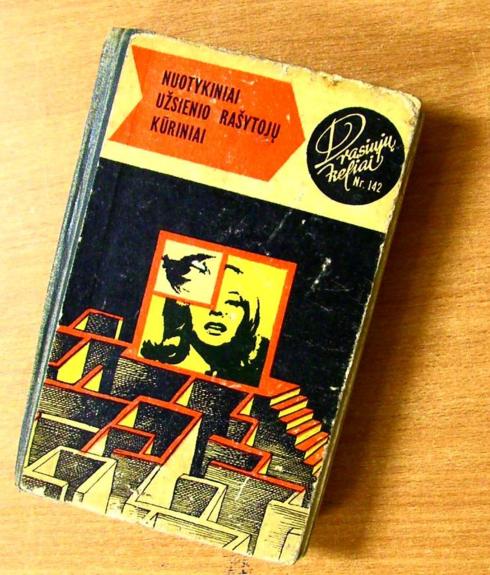 NUOTYKINIAI
UŽSIENIO RAŠYTOJŲ
KŪRINIAI
Drąsiųjų
keliai
Nr. 142